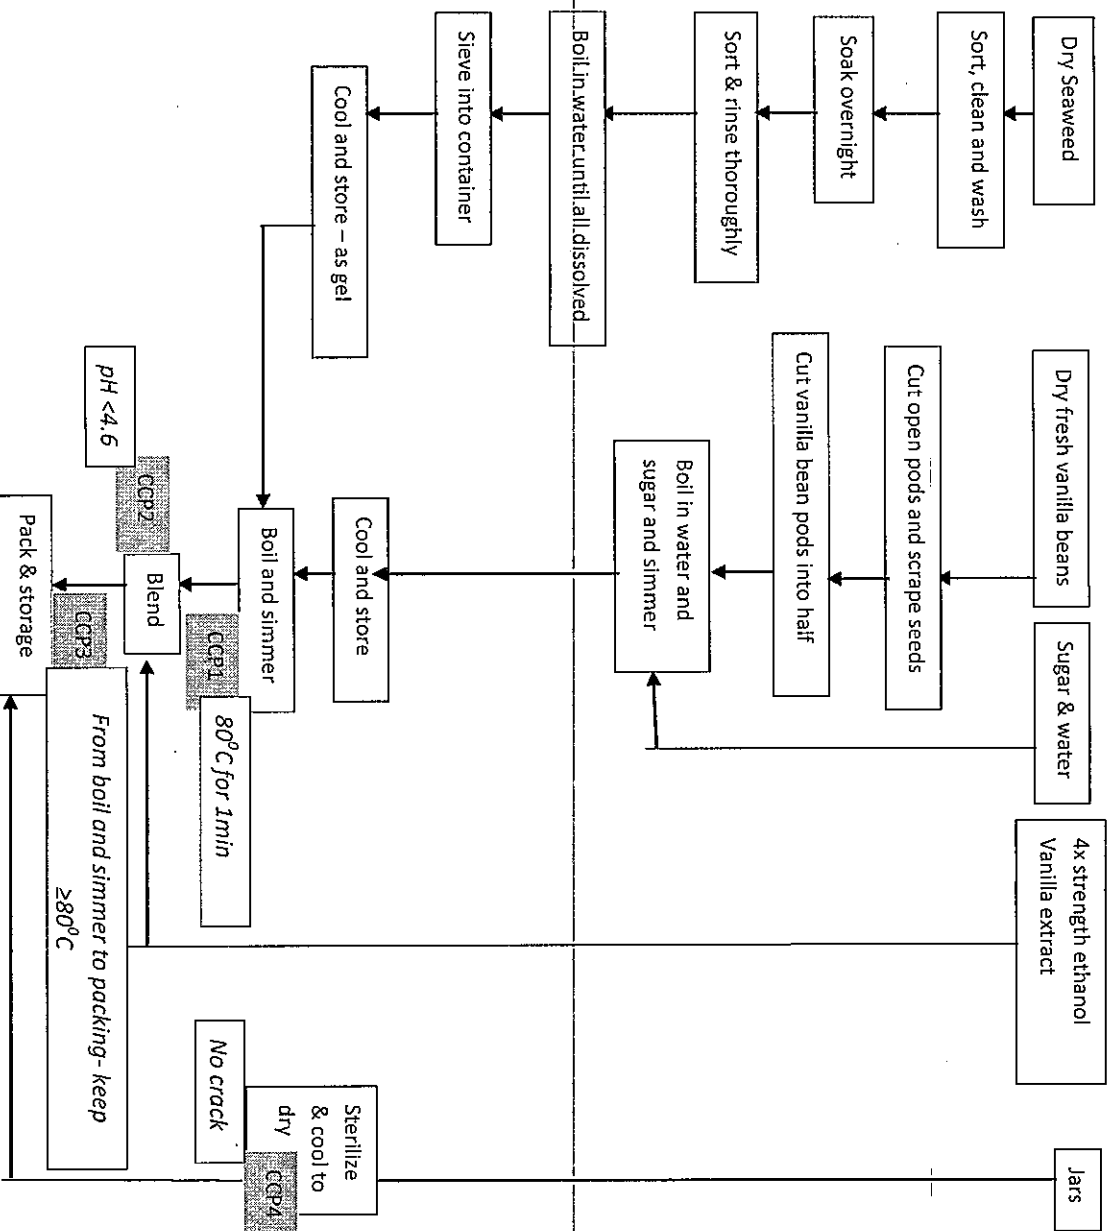 Dry Seaweed
Sort, clean and wash
Soak overnight
Sort & rinse thoroughly
Boil in water until all dissolved
Sieve into container
Cool and store – as gel
Dry fresh vanilla beans
Cut open pods and scrape seeds
Cut vanilla bean pods into half
Boil in water and
sugar and simmer
Cool and store
Boil and simmer
CCP1
80⁰C for 1min
Blend
CCP2
pH <4.6
Pack & storage
CCP3
From boil and simmer to packing- keep
≥80⁰C
Sugar & water
4x strength ethanol
Vanilla extract
Jars
Sterilize
& cool to
dry
CCP4
No crack